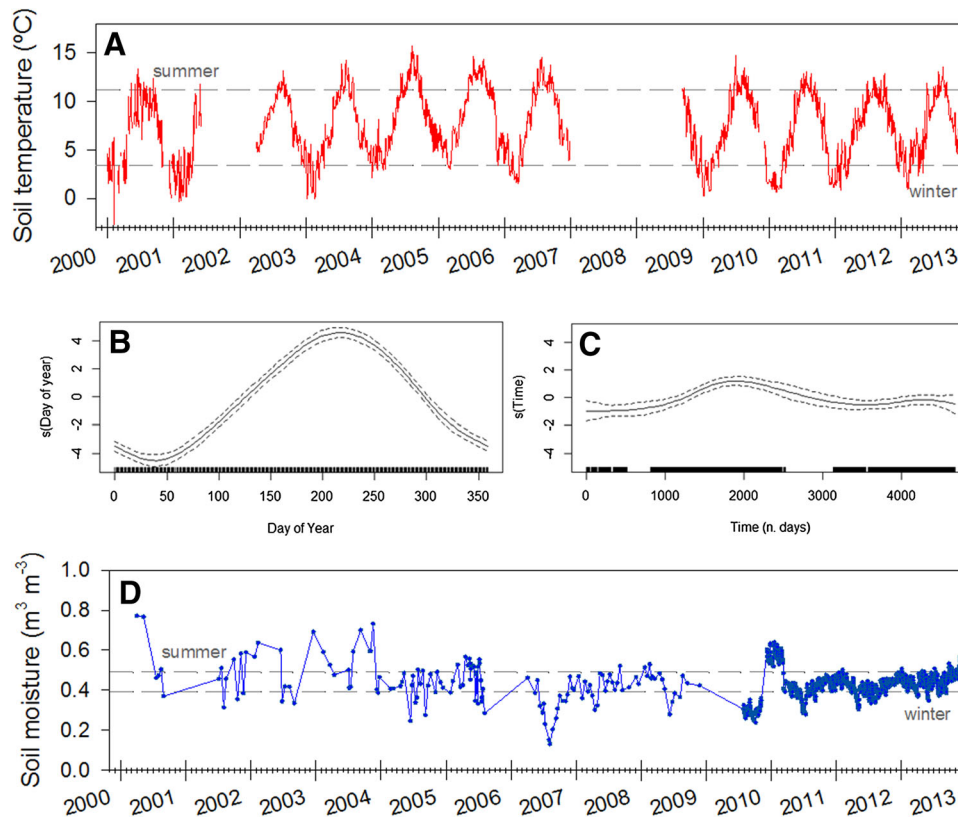 Soil temperature (ºC)
A
15
10
5
0
summer
winter
2000 2001 2002 2003 2004 2005 2006 2007 2008 2009 2010 2011 2012 2013
B
s(Day of year)
4
2
0
-2
-4
0 50 100 150 200 250 300 350
Day of Year
C
s(Time)
4
2
0
-2
-4
0 1000 2000 3000 4000
Time (n. days)
D
Soil moisture (m³ m⁻³)
1.0
0.8
0.6
0.4
0.2
0.0
summer
winter
2000 2001 2002 2003 2004 2005 2006 2007 2008 2009 2010 2011 2012 2013